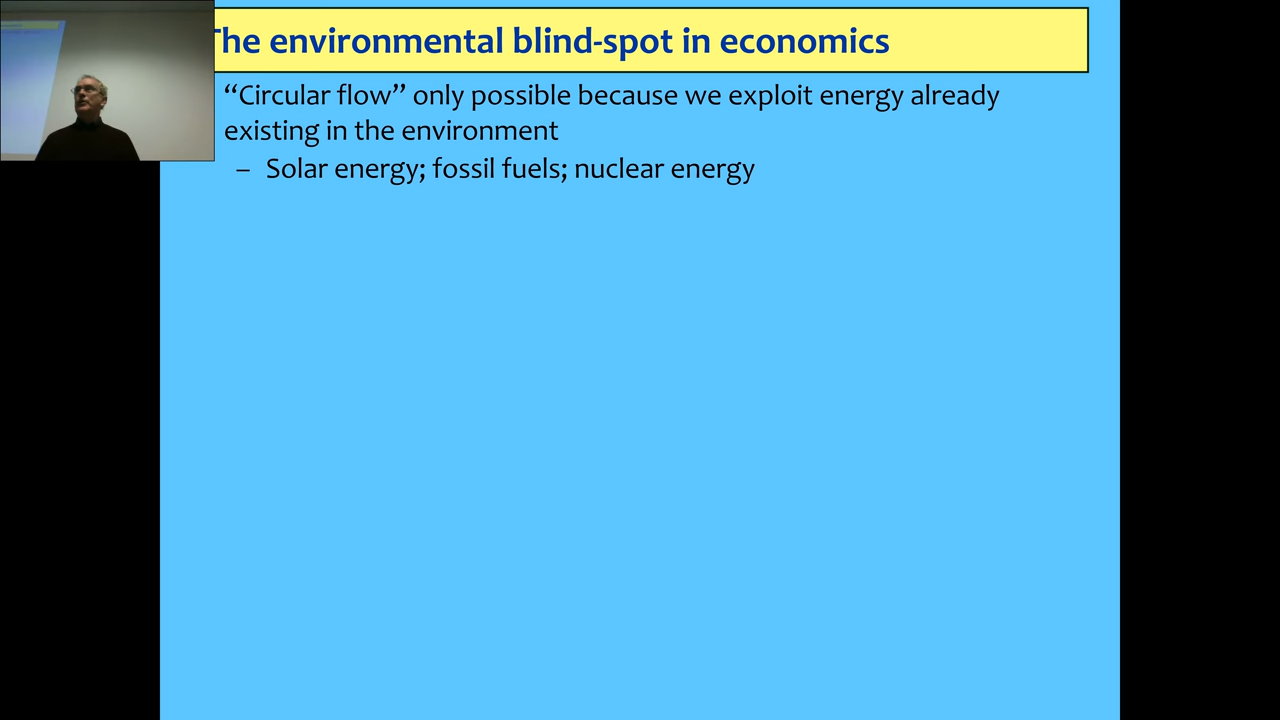 The environmental blind-spot in economics
“Circular flow” only possible because we exploit energy already
existing in the environment
– Solar energy; fossil fuels; nuclear energy